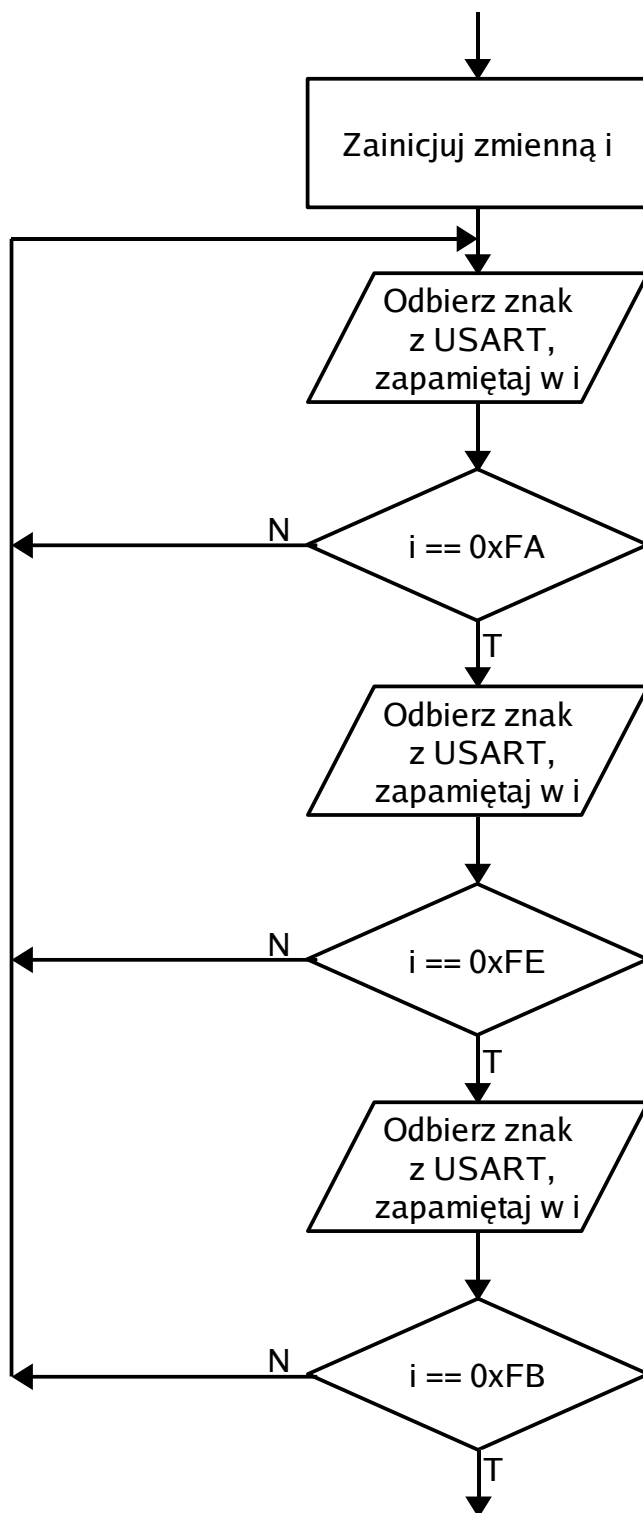 Zainicjuj zmienną i
Odbierz znak
z USART,
zapamiętaj w i
N
i == 0xFA
T
Odbierz znak
z USART,
zapamiętaj w i
N
i == 0xFE
T
Odbierz znak
z USART,
zapamiętaj w i
N
i == 0xFB
T